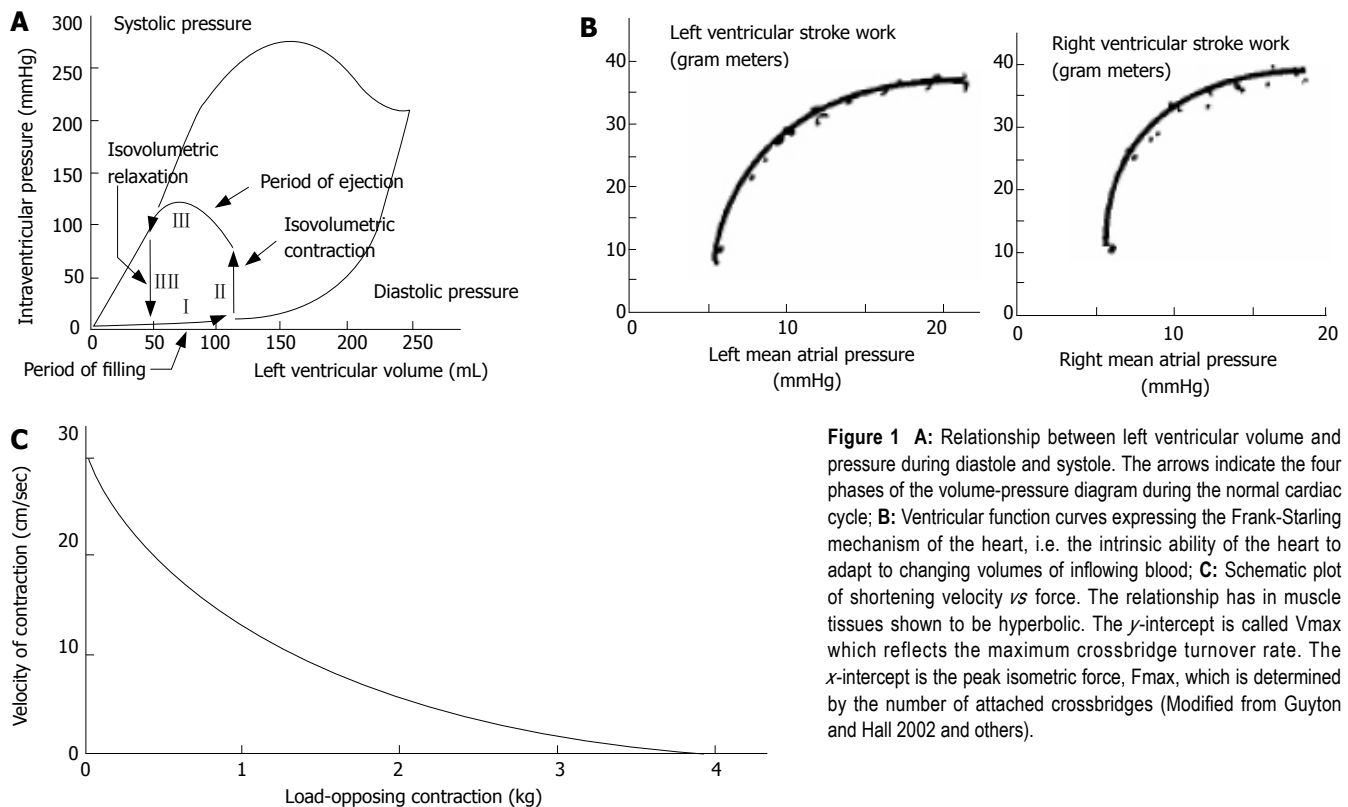 A
300
250
200
150
100
50
0
Intraventricular pressure (mmHg)
Systolic pressure
Isovolumetric
relaxation
Period of ejection
III
Isovolumetric
contraction
IIII
II
I
Diastolic pressure
0
50
100
150
200
250
Period of filling
Left ventricular volume (mL)
B
Left ventricular stroke work
(gram meters)
40
30
20
10
0
0
10
20
Left mean atrial pressure
(mmHg)
Right ventricular stroke work
(gram meters)
40
30
20
10
0
0
10
20
Right mean atrial pressure
(mmHg)
C
30
20
10
0
Velocity of contraction (cm/sec)
0
1
2
3
4
Load-opposing contraction (kg)
Figure 1 A: Relationship between left ventricular volume and
pressure during diastole and systole. The arrows indicate the four
phases of the volume-pressure diagram during the normal cardiac
cycle; B: Ventricular function curves expressing the Frank-Starling
mechanism of the heart, i.e. the intrinsic ability of the heart to
adapt to changing volumes of inflowing blood; C: Schematic plot
of shortening velocity vs force. The relationship has in muscle
tissues shown to be hyperbolic. The y-intercept is called Vmax
which reflects the maximum crossbridge turnover rate. The
x-intercept is the peak isometric force, Fmax, which is determined
by the number of attached crossbridges (Modified from Guyton
and Hall 2002 and others).